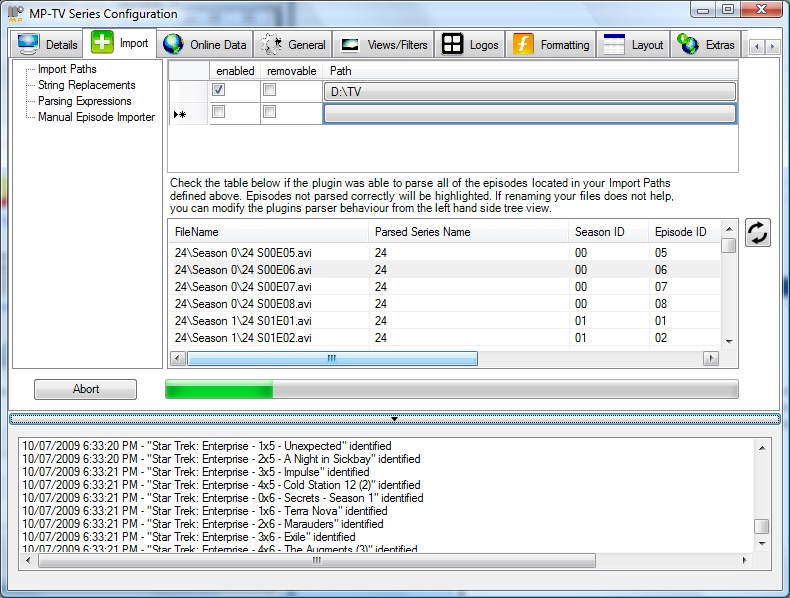 MP-TV Series Configuration
Details Import Online Data General Views/Filters Logos Formatting Layout Extras
Import Paths
String Replacements
Parsing Expressions
Manual Episode Importer
enabled removable Path
D:\TV
Check the table below if the plugin was able to parse all of the episodes located in your Import Paths
defined above. Episodes not parsed correctly will be highlighted. If renaming your files does not help,
you can modify the plugins parser behaviour from the left hand side tree view.
FileName Parsed Series Name Season ID Episode ID
24\Season 0\24 S00E05.avi 24 00 05
24\Season 0\24 S00E06.avi 24 00 06
24\Season 0\24 S00E07.avi 24 00 07
24\Season 0\24 S00E08.avi 24 00 08
24\Season 1\24 S01E01.avi 24 01 01
24\Season 1\24 S01E02.avi 24 01 02
Abort
10/07/2009 6:33:20 PM - "Star Trek: Enterprise - 1x5 - Unexpected" identified
10/07/2009 6:33:20 PM - "Star Trek: Enterprise - 2x5 - A Night in Sickbay" identified
10/07/2009 6:33:21 PM - "Star Trek: Enterprise - 3x5 - Impulse" identified
10/07/2009 6:33:21 PM - "Star Trek: Enterprise - 4x5 - Cold Station 12 (2)" identified
10/07/2009 6:33:21 PM - "Star Trek: Enterprise - 0x6 - Secrets - Season 1" identified
10/07/2009 6:33:21 PM - "Star Trek: Enterprise - 1x6 - Terra Nova" identified
10/07/2009 6:33:21 PM - "Star Trek: Enterprise - 2x6 - Marauders" identified
10/07/2009 6:33:21 PM - "Star Trek: Enterprise - 3x6 - Exile" identified
10/07/2009 6:33:21 PM - "Star Trek: Enterprise - 4x6 - The Augments (3)" identified